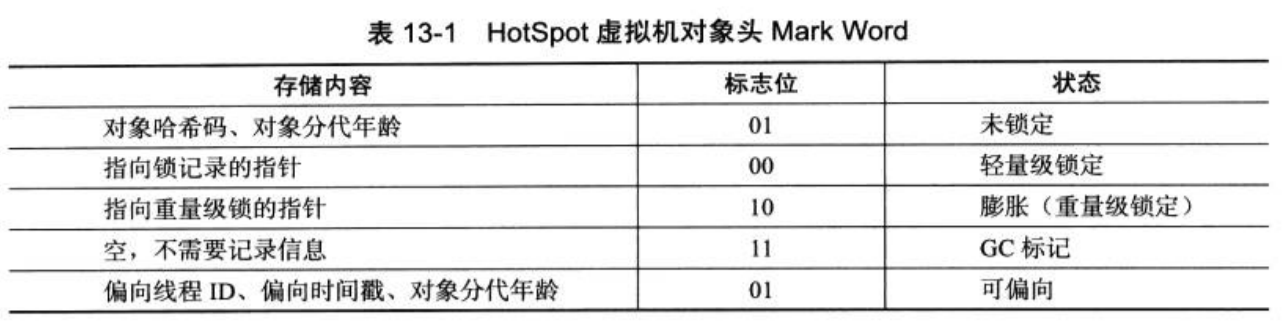 表 13-1 HotSpot 虚拟机对象头 Mark Word
存储内容 标志位 状态
对象哈希码、对象分代年龄 01 未锁定
指向锁记录的指针 00 轻量级锁定
指向重量级锁的指针 10 膨胀（重量级锁定）
空，不需要记录信息 11 GC 标记
偏向线程 ID、偏向时间戳、对象分代年龄 01 可偏向